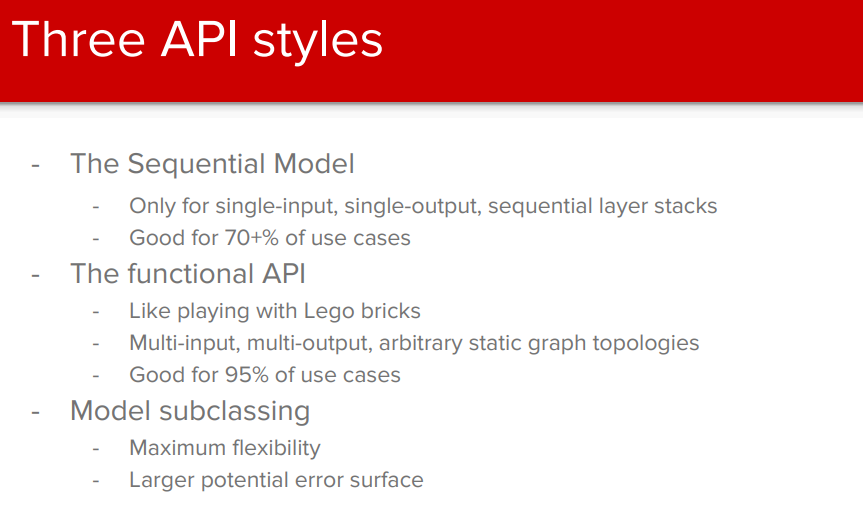 Three API styles
- The Sequential Model
- Only for single-input, single-output, sequential layer stacks
- Good for 70+% of use cases
- The functional API
- Like playing with Lego bricks
- Multi-input, multi-output, arbitrary static graph topologies
- Good for 95% of use cases
- Model subclassing
- Maximum flexibility
- Larger potential error surface